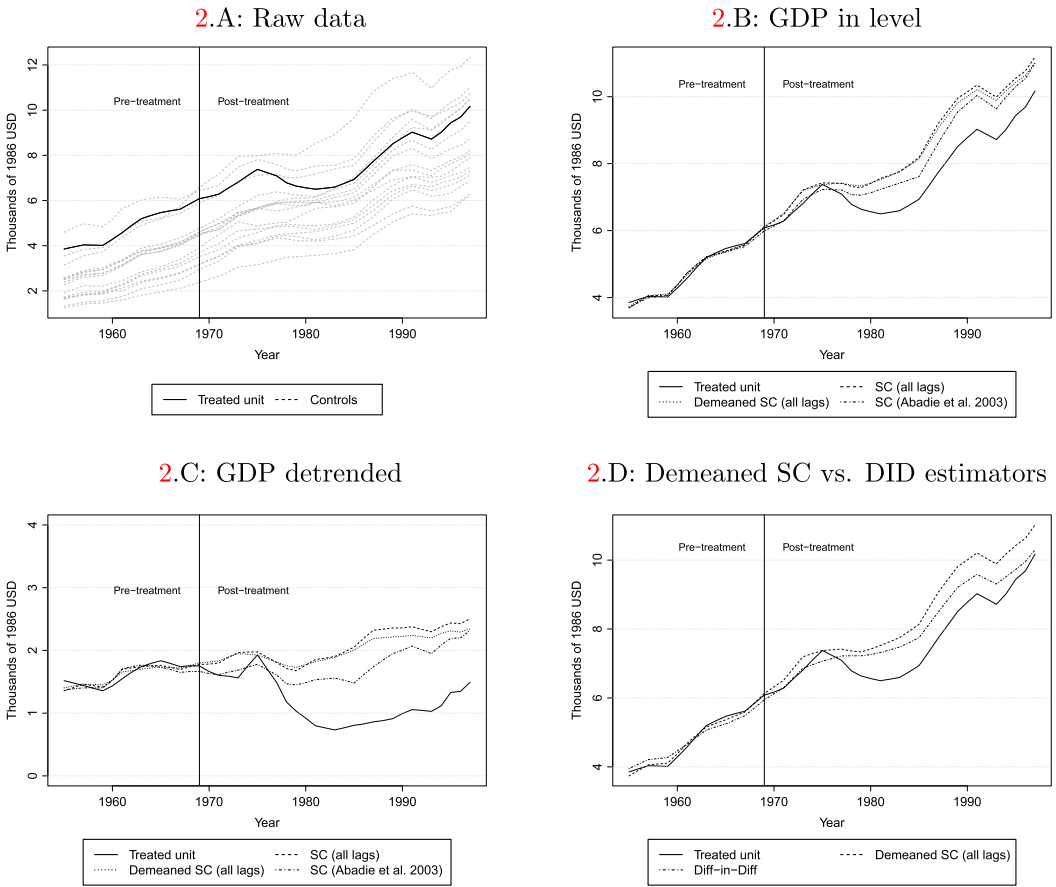 2.A: Raw data
Thousands of 1986 USD
12
10
8
6
4
2
Pre−treatment
Post−treatment
1960
1970
1980
1990
Year
Treated unit
Controls
2.B: GDP in level
Thousands of 1986 USD
10
8
6
4
Pre−treatment
Post−treatment
1960
1970
1980
1990
Year
Treated unit
SC (all lags)
Demeaned SC (all lags)
SC (Abadie et al. 2003)
2.C: GDP detrended
Thousands of 1986 USD
4
3
2
1
0
Pre−treatment
Post−treatment
1960
1970
1980
1990
Year
Treated unit
SC (all lags)
Demeaned SC (all lags)
SC (Abadie et al. 2003)
2.D: Demeaned SC vs. DID estimators
Thousands of 1986 USD
10
8
6
4
Pre−treatment
Post−treatment
1960
1970
1980
1990
Year
Treated unit
Demeaned SC (all lags)
Diff−in−Diff